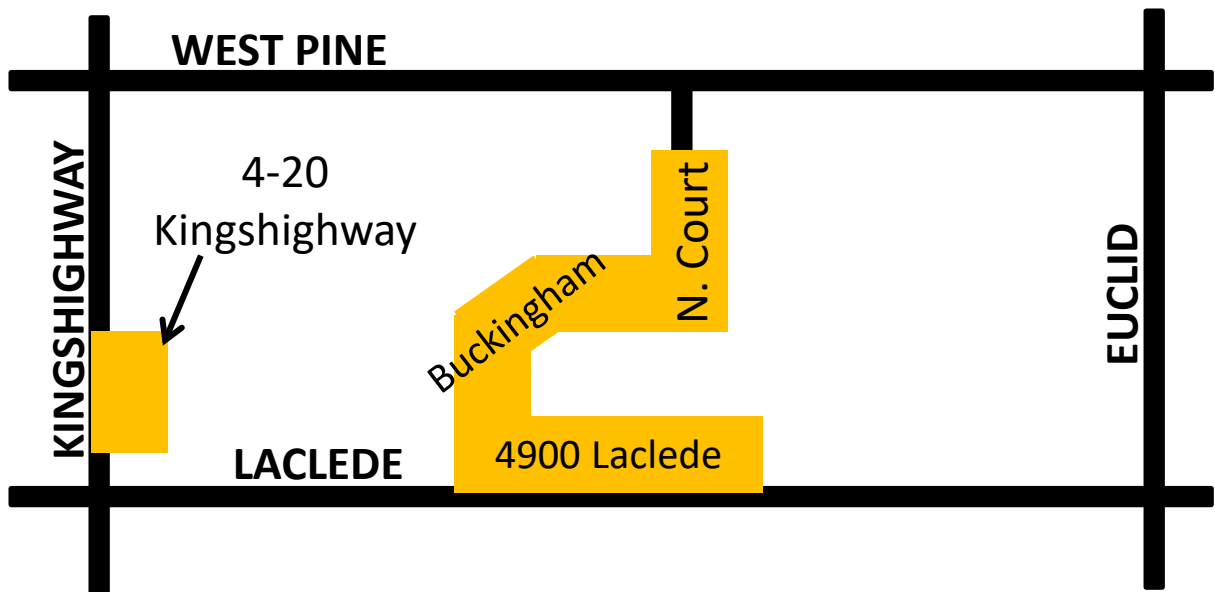 WEST PINE
4-20
Kingshighway
KINGSHIGHWAY
N. Court
Buckingham
EUCLID
4900 Laclede
LACLEDE